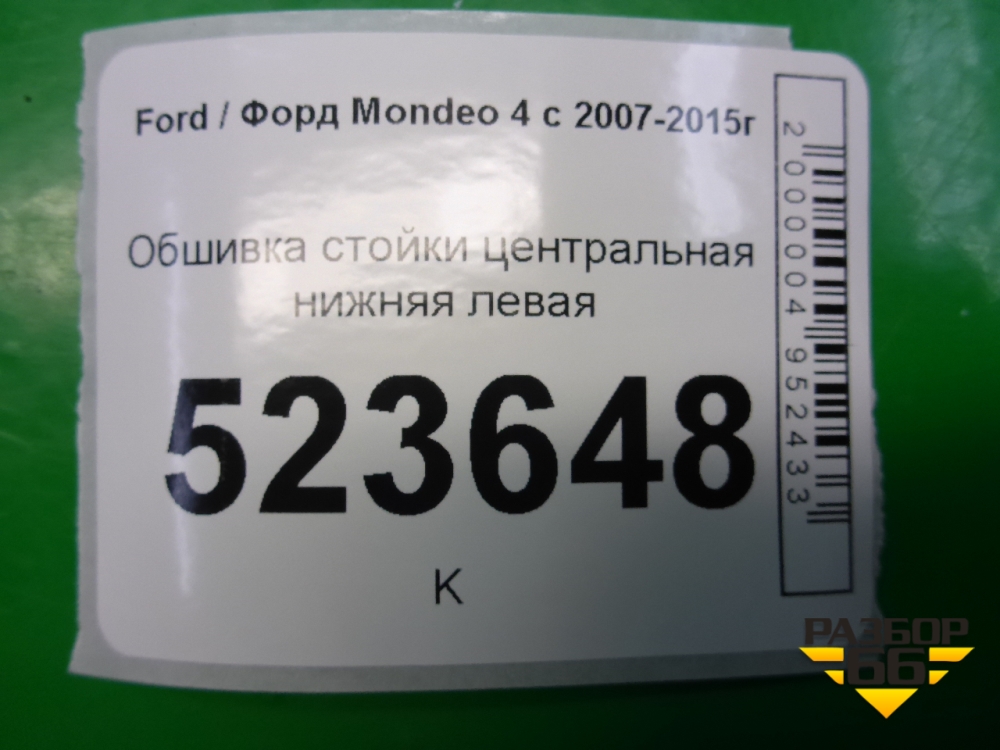 Ford / Форд Mondeo 4 с 2007-2015г
Обшивка стойки центральная
нижняя левая
523648
К
2000004952433
РАЗБОР
66